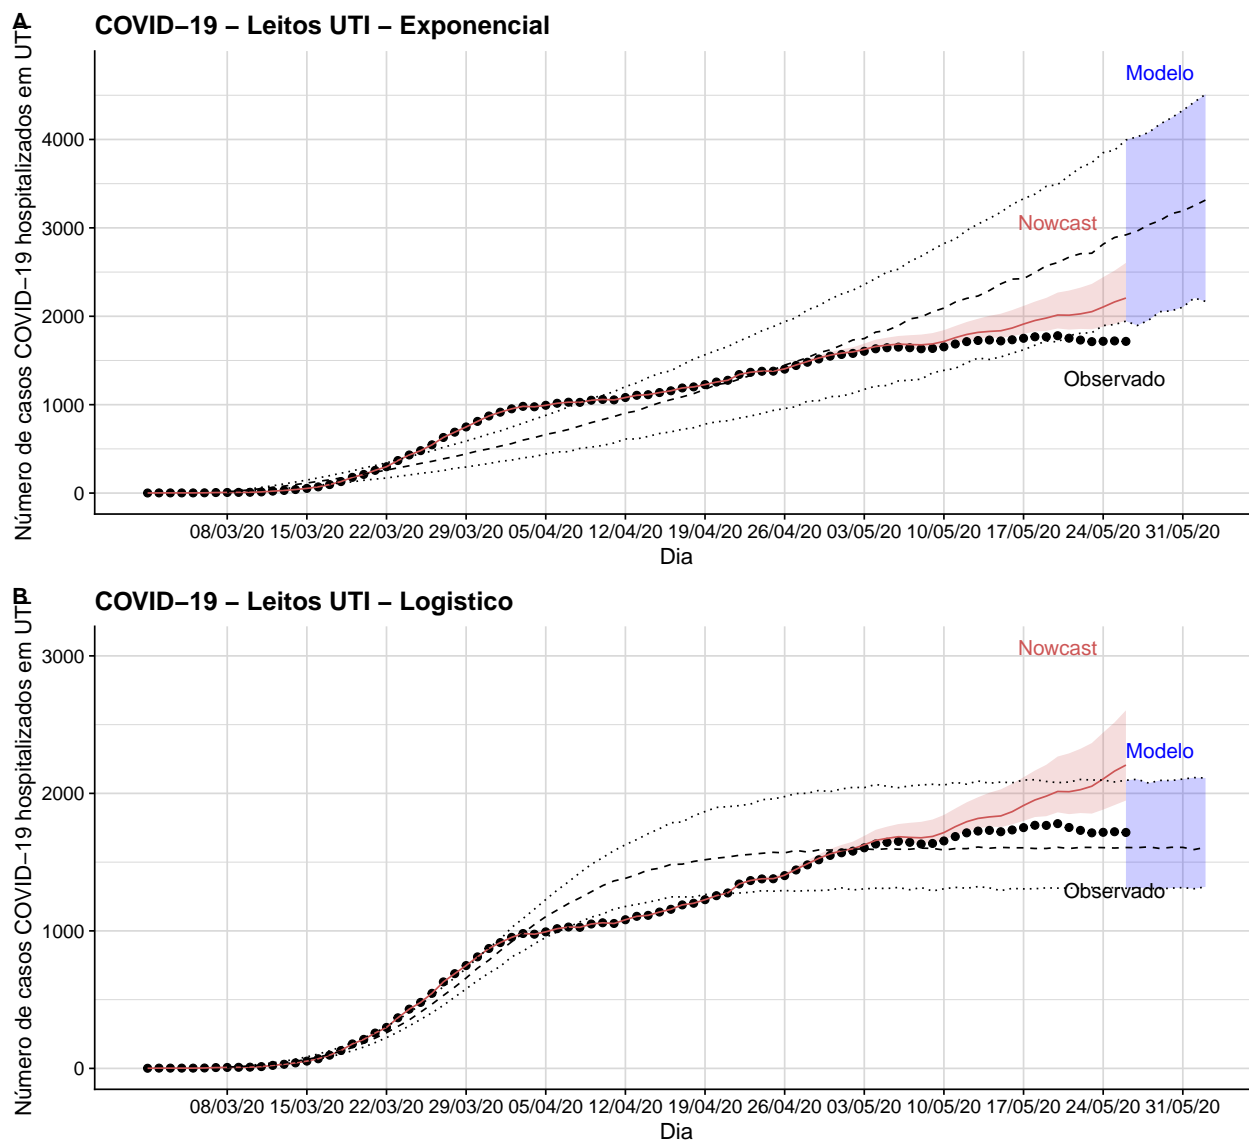 A
COVID−19 − Leitos UTI − Exponencial
Número de casos COVID−19 hospitalizados em UTI
4000
3000
2000
1000
0
Modelo
Nowcast
Observado
08/03/20 15/03/20 22/03/20 29/03/20 05/04/20 12/04/20 19/04/20 26/04/20 03/05/20 10/05/20 17/05/20 24/05/20 31/05/20
Dia
B
COVID−19 − Leitos UTI − Logistico
Número de casos COVID−19 hospitalizados em UTI
3000
2000
1000
0
Nowcast
Modelo
Observado
08/03/20 15/03/20 22/03/20 29/03/20 05/04/20 12/04/20 19/04/20 26/04/20 03/05/20 10/05/20 17/05/20 24/05/20 31/05/20
Dia